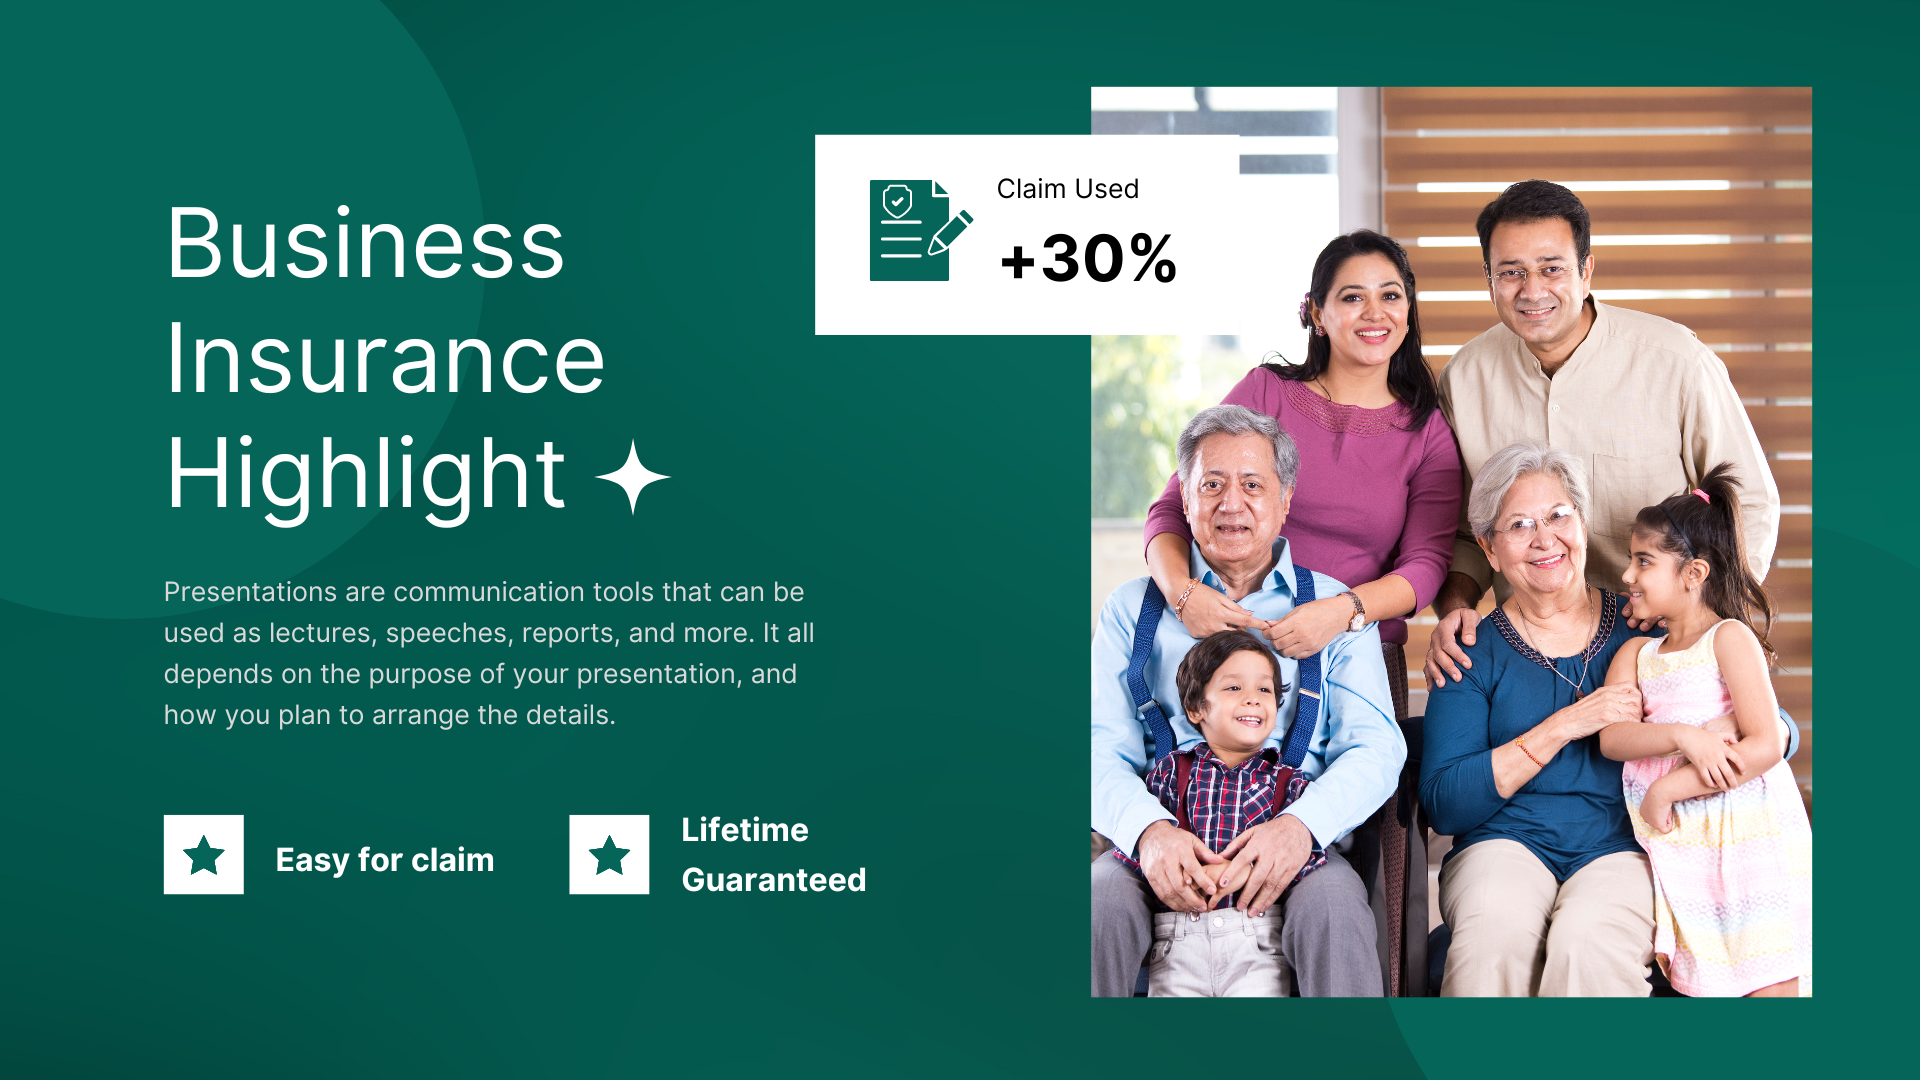 Business
Insurance
Highlight
Presentations are communication tools that can be
used as lectures, speeches, reports, and more. It all
depends on the purpose of your presentation, and
how you plan to arrange the details.
Easy for claim
Lifetime
Guaranteed
Claim Used
+30%